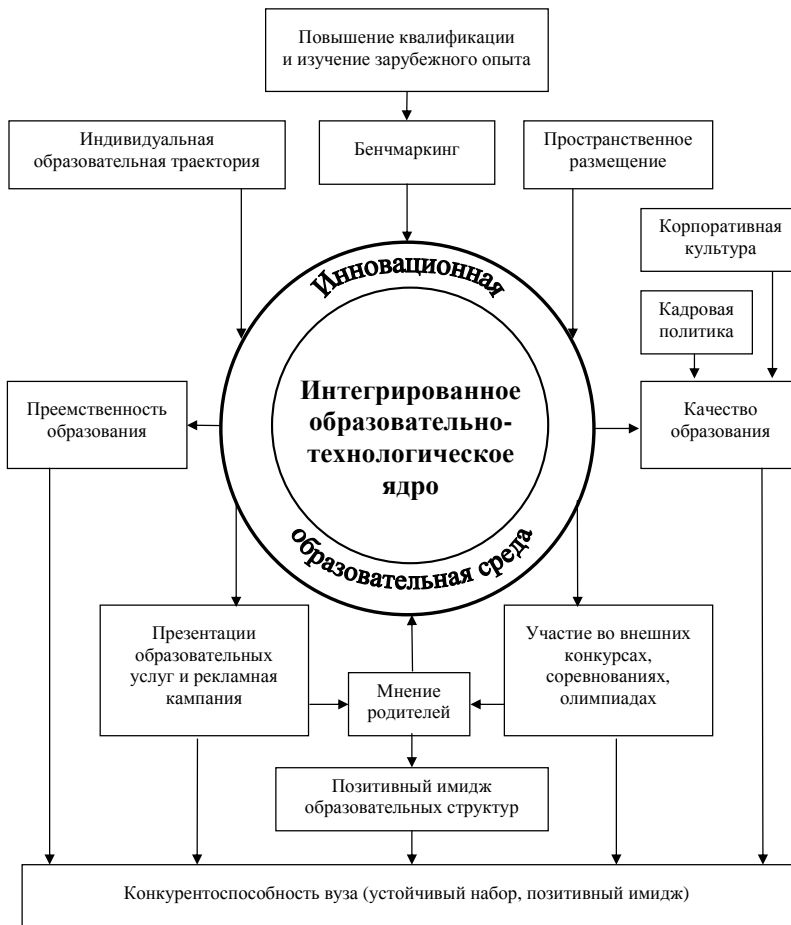 Повышение квалификации
и изучение зарубежного опыта
Индивидуальная
образовательная траектория
Бенчмаркинг
Пространственное
размещение
Корпоративная
культура
Кадровая
политика
Инновационная
Интегрированное
образовательно-
технологическое
ядро
образовательная среда
Преемственность
образования
Качество
образования
Презентации
образовательных
услуг и рекламная
кампания
Мнение
родителей
Участие во внешних
конкурсах,
соревнованиях,
олимпиадах
Позитивный имидж
образовательных структур
Конкурентоспособность вуза (устойчивый набор, позитивный имидж)